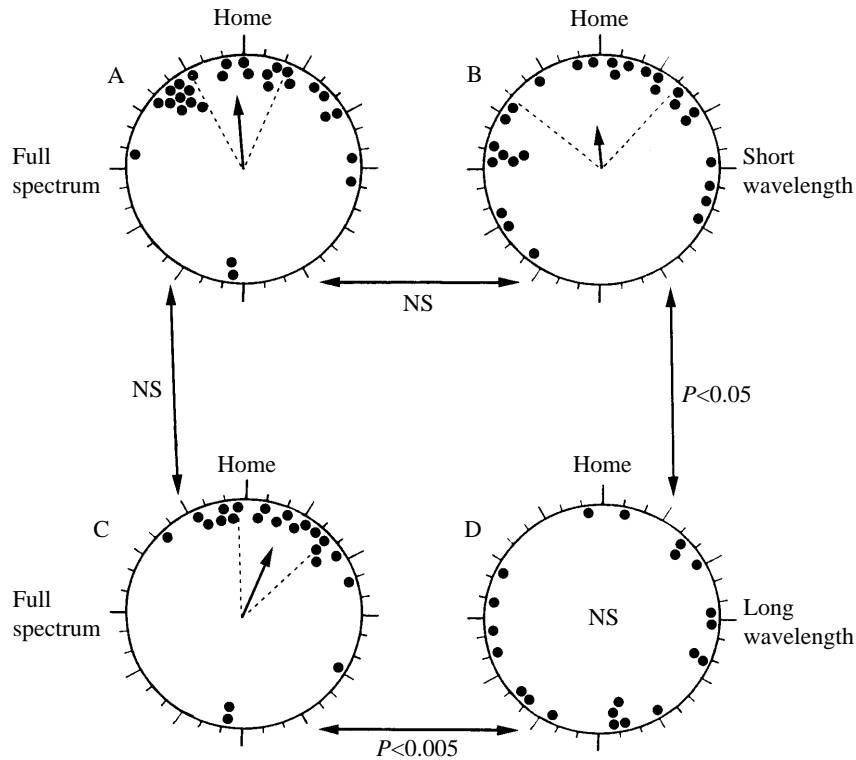 Home
Home
A
B
Full
spectrum
Short
wavelength
NS
NS
P<0.05
Home
Home
C
D
Full
spectrum
NS
Long
wavelength
P<0.005